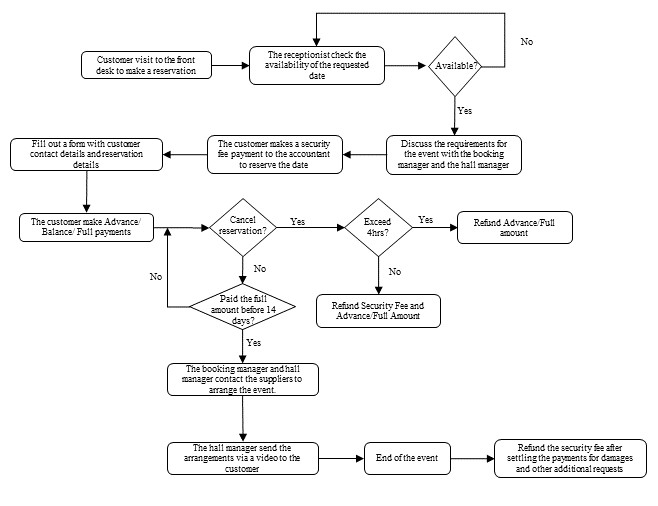 No
Customer visit to the front
desk to make a reservation
The receptionist check the
availability of the requested
date
Available?
Yes
Fill out a form with customer
contact details and reservation
details
The customer makes a security
fee payment to the accountant
to reserve the date
Discuss the requirements for
the event with the booking
manager and the hall manager
The customer make Advance/
Balance/ Full payments
Cancel
reservation?
Yes
Exceed
4hrs?
Yes
Refund Advance/Full
amount
No
No
No
Paid the full
amount before 14
days?
Refund Security Fee and
Advance/Full Amount
Yes
The booking manager and hall
manager contact the suppliers to
arrange the event.
The hall manager send the
arrangements via a video to the
customer
End of the event
Refund the security fee after
settling the payments for damages
and other additional requests